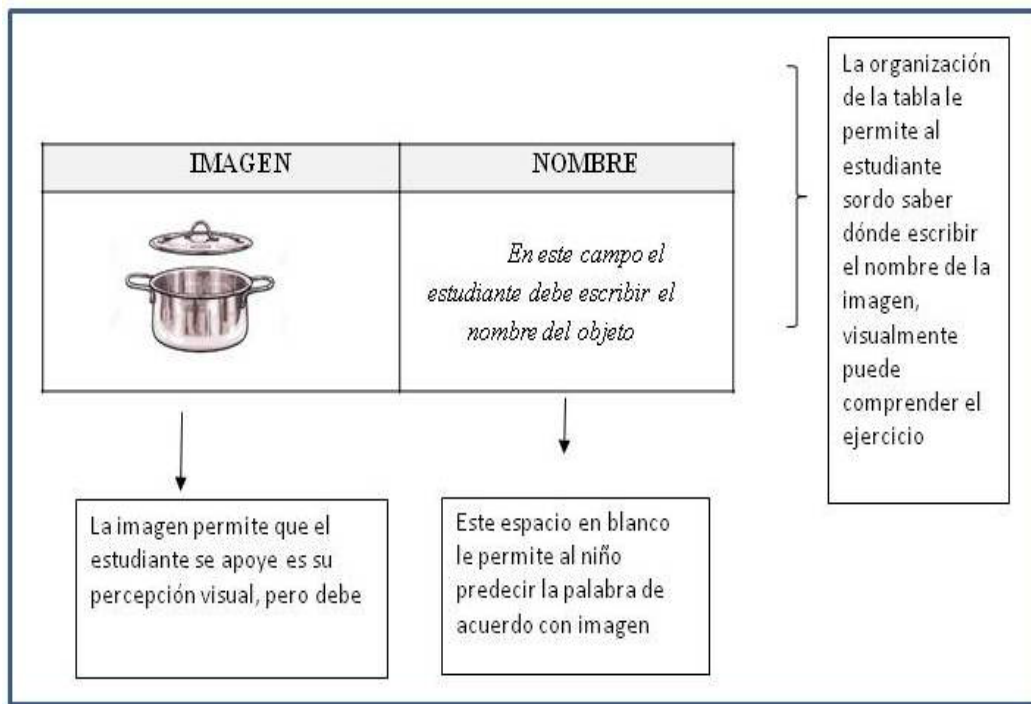 La organización
de la tabla le
permite al
estudiante
sordo saber
dónde escribir
el nombre de la
imagen,
visualmente
puede
comprender el
ejercicio
IMAGEN
NOMBRE
En este campo el
estudiante debe escribir el
nombre del objeto
La imagen permite que el
estudiante se apoye es su
percepción visual, pero debe
Este espacio en blanco
le permite al niño
predecir la palabra de
acuerdo con imagen